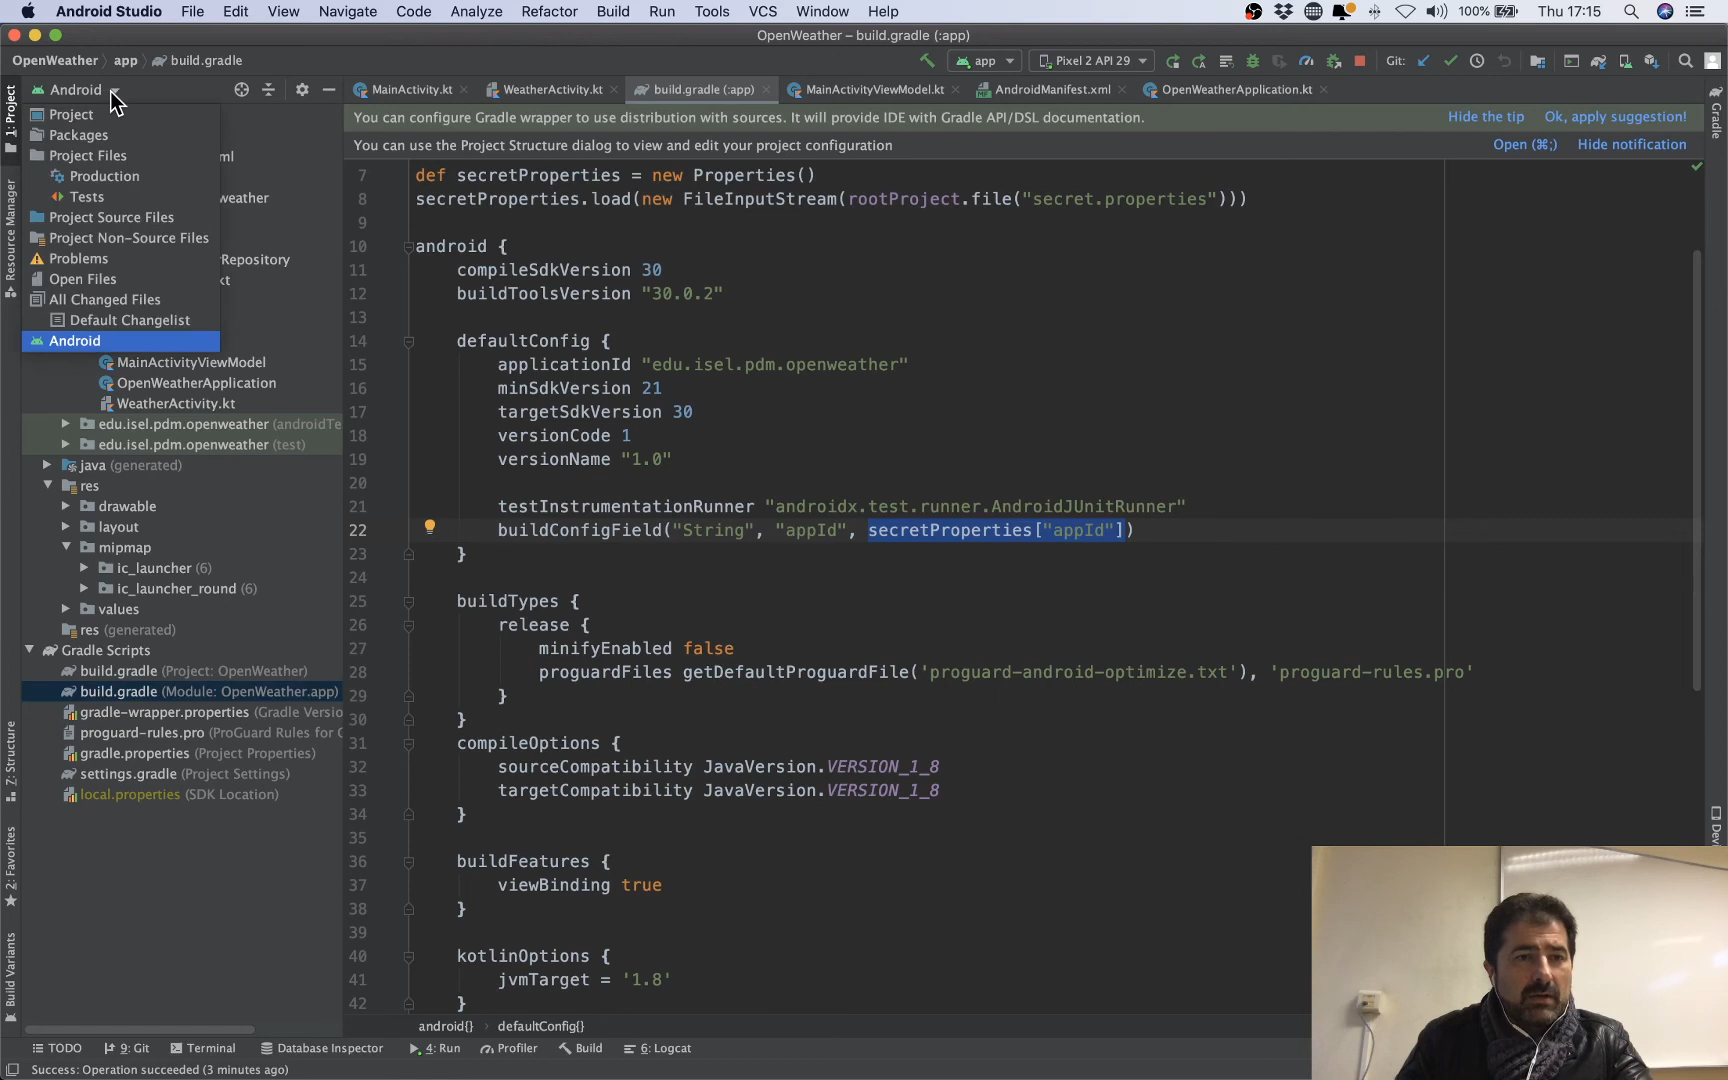 Android Studio File Edit View Navigate Code Analyze Refactor Build Run Tools VCS Window Help 100% Thu 17:15
OpenWeather – build.gradle (:app)
OpenWeather app build.gradle app Pixel 2 API 29 Git:
Android MainActivity.kt WeatherActivity.kt build.gradle (:app) MainActivityViewModel.kt AndroidManifest.xml OpenWeatherApplication.kt
You can configure Gradle wrapper to use distribution with sources. It will provide IDE with Gradle API/DSL documentation. Hide the tip Ok, apply suggestion!
You can use the Project Structure dialog to view and edit your project configuration Open (⌘;) Hide notification
1: Project
Resource Manager
Z: Structure
2: Favorites
Build Variants
Gradle
Project
Packages
Project Files
Production
Tests
Project Source Files
Project Non-Source Files
Problems
Open Files
All Changed Files
Default Changelist
Android
ml
weather
rRepository
kt
MainActivityViewModel
OpenWeatherApplication
WeatherActivity.kt
edu.isel.pdm.openweather (androidTe
edu.isel.pdm.openweather (test)
java (generated)
res
drawable
layout
mipmap
ic_launcher (6)
ic_launcher_round (6)
values
res (generated)
Gradle Scripts
build.gradle (Project: OpenWeather)
build.gradle (Module: OpenWeather.app)
gradle-wrapper.properties (Gradle Versio
proguard-rules.pro (ProGuard Rules for
gradle.properties (Project Properties)
settings.gradle (Project Settings)
local.properties (SDK Location)
7 def secretProperties = new Properties()
8 secretProperties.load(new FileInputStream(rootProject.file("secret.properties")))
9
10 android {
11 compileSdkVersion 30
12 buildToolsVersion "30.0.2"
13
14 defaultConfig {
15 applicationId "edu.isel.pdm.openweather"
16 minSdkVersion 21
17 targetSdkVersion 30
18 versionCode 1
19 versionName "1.0"
20
21 testInstrumentationRunner "androidx.test.runner.AndroidJUnitRunner"
22 buildConfigField("String", "appId", secretProperties["appId"])
23 }
24
25 buildTypes {
26 release {
27 minifyEnabled false
28 proguardFiles getDefaultProguardFile('proguard-android-optimize.txt'), 'proguard-rules.pro'
29 }
30 }
31 compileOptions {
32 sourceCompatibility JavaVersion.VERSION_1_8
33 targetCompatibility JavaVersion.VERSION_1_8
34 }
35
36 buildFeatures {
37 viewBinding true
38 }
39
40 kotlinOptions {
41 jvmTarget = '1.8'
42 }
android{} defaultConfig{}
TODO 9: Git Terminal Database Inspector 4: Run Profiler Build 6: Logcat
Success: Operation succeeded (3 minutes ago)